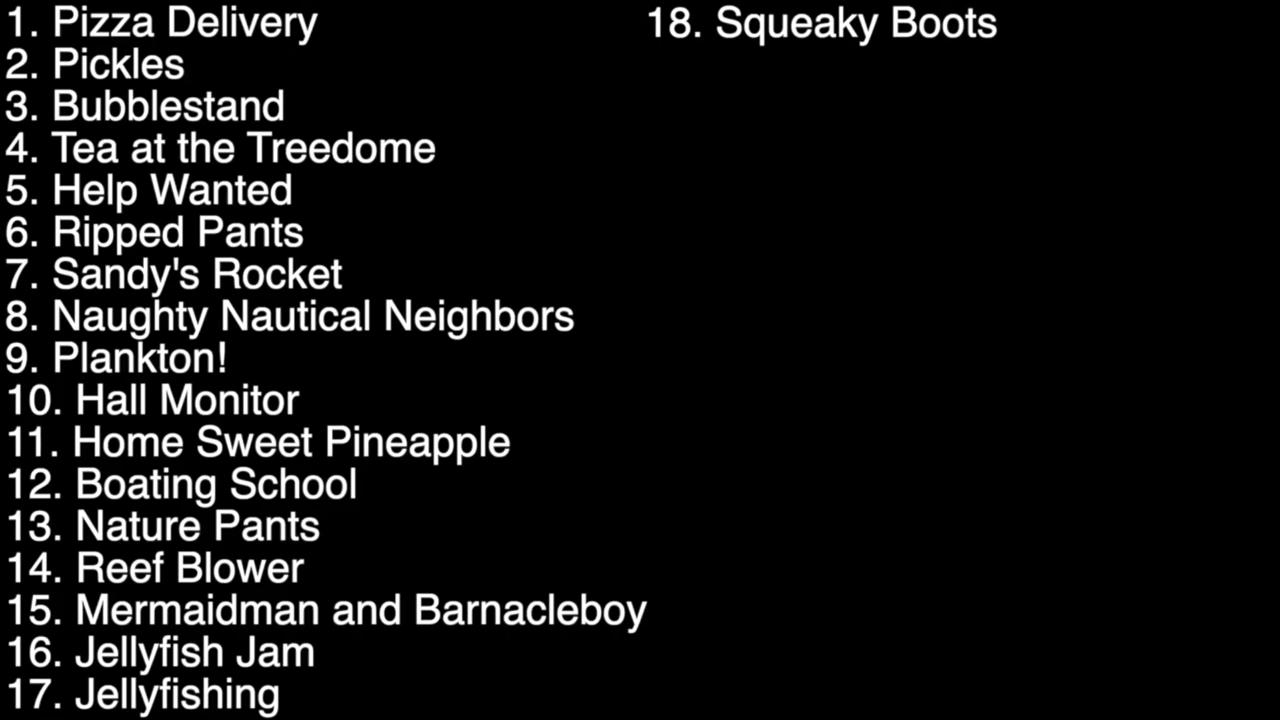 1. Pizza Delivery
2. Pickles
3. Bubblestand
4. Tea at the Treedome
5. Help Wanted
6. Ripped Pants
7. Sandy's Rocket
8. Naughty Nautical Neighbors
9. Plankton!
10. Hall Monitor
11. Home Sweet Pineapple
12. Boating School
13. Nature Pants
14. Reef Blower
15. Mermaidman and Barnacleboy
16. Jellyfish Jam
17. Jellyfishing
18. Squeaky Boots